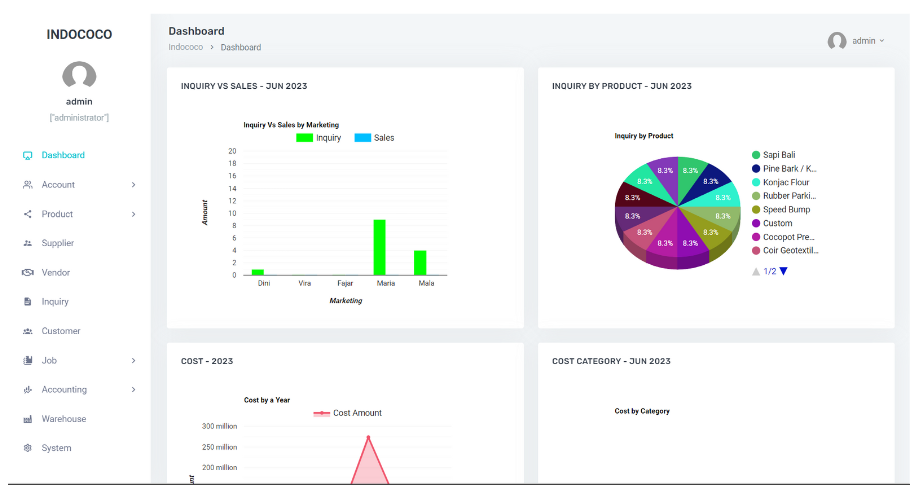 INDOCOCO
admin
["administrator"]
Dashboard
Account
Product
Supplier
Vendor
Inquiry
Customer
Job
Accounting
Warehouse
System
Dashboard
Indococo > Dashboard
admin
INQUIRY VS SALES - JUN 2023
Inquiry Vs Sales by Marketing
Inquiry Sales
20
18
16
14
12
10
8
6
4
2
0
Amount
Dini Vira Fajar Maria Mala
Marketing
INQUIRY BY PRODUCT - JUN 2023
Inquiry by Product
8.3%
8.3%
8.3%
8.3%
8.3%
8.3%
8.3%
8.3%
8.3%
8.3%
8.3%
8.3%
Sapi Bali
Pine Bark / K...
Konjac Flour
Rubber Parki...
Speed Bump
Custom
Cocopot Pre...
Coir Geotextil...
1/2
COST - 2023
Cost by a Year
Cost Amount
300 million
250 million
200 million
COST CATEGORY - JUN 2023
Cost by Category